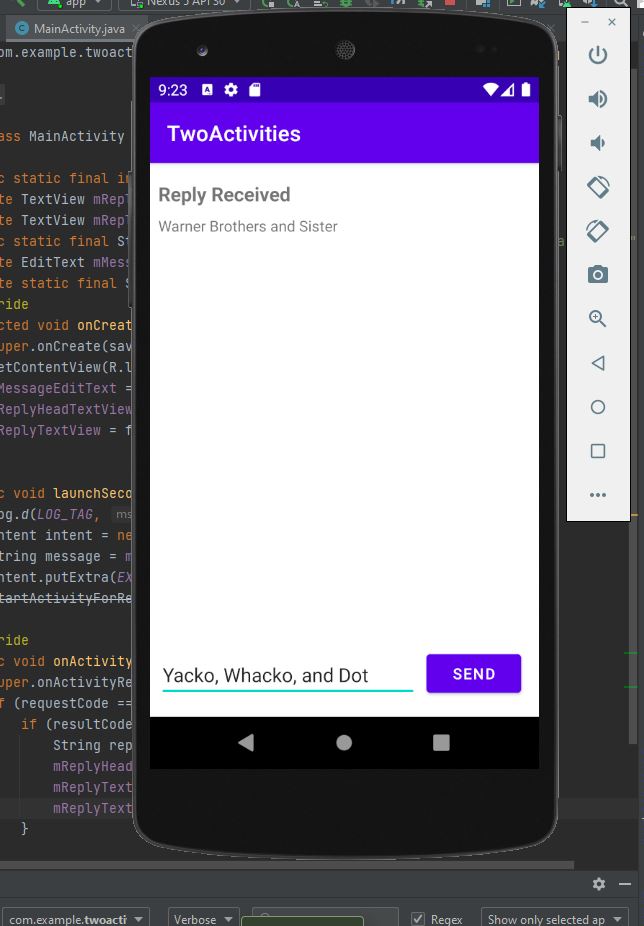 app
Nexus 5 API 30
MainActivity.java
om.example.twoact
ass MainActivity
c static final in
te TextView mRepl
te TextView mRepl
c static final St
a
"
te EditText mMess
te static final S
ride
cted void onCreat
uper.onCreate(sav
etContentView(R.l
MessageEditText =
ReplyHeadTextView
ReplyTextView = f
c void launchSeco
og.d(LOG_TAG, ms
ntent intent = ne
tring message = m
ntent.putExtra(EX
tartActivityForRe
ride
c void onActivity
uper.onActivityRe
f (requestCode ==
if (resultCode
String rep
mReplyHead
mReplyText
mReplyText
}
9:23
A
TwoActivities
Reply Received
Warner Brothers and Sister
Yacko, Whacko, and Dot
SEND
com.example.twoacti
Verbose
Regex
Show only selected ap